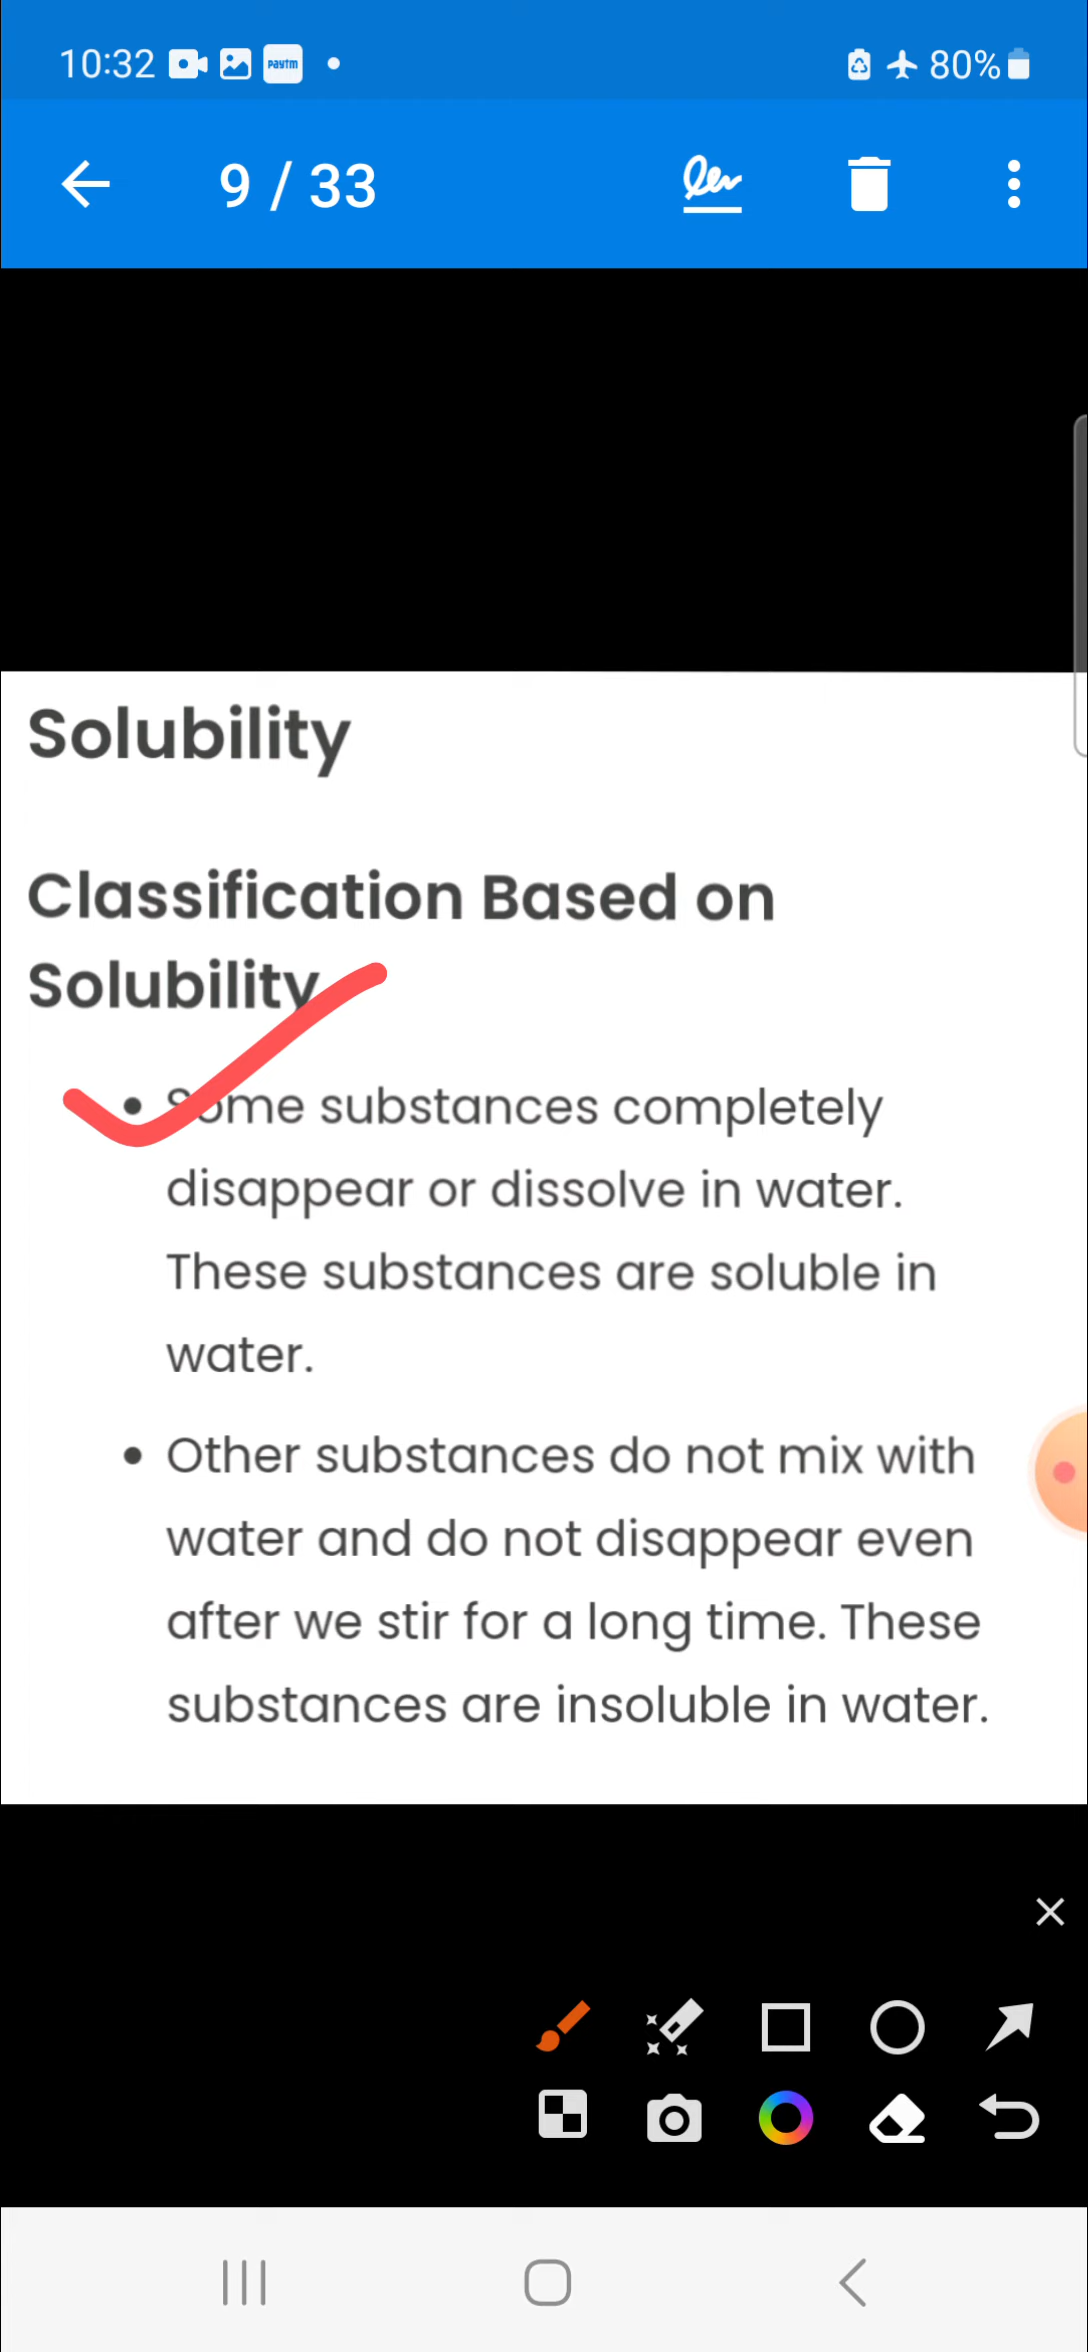 10:32 paytm 80%
9 / 33
Solubility
Classification Based on
Solubility
• Some substances completely
disappear or dissolve in water.
These substances are soluble in
water.
• Other substances do not mix with
water and do not disappear even
after we stir for a long time. These
substances are insoluble in water.